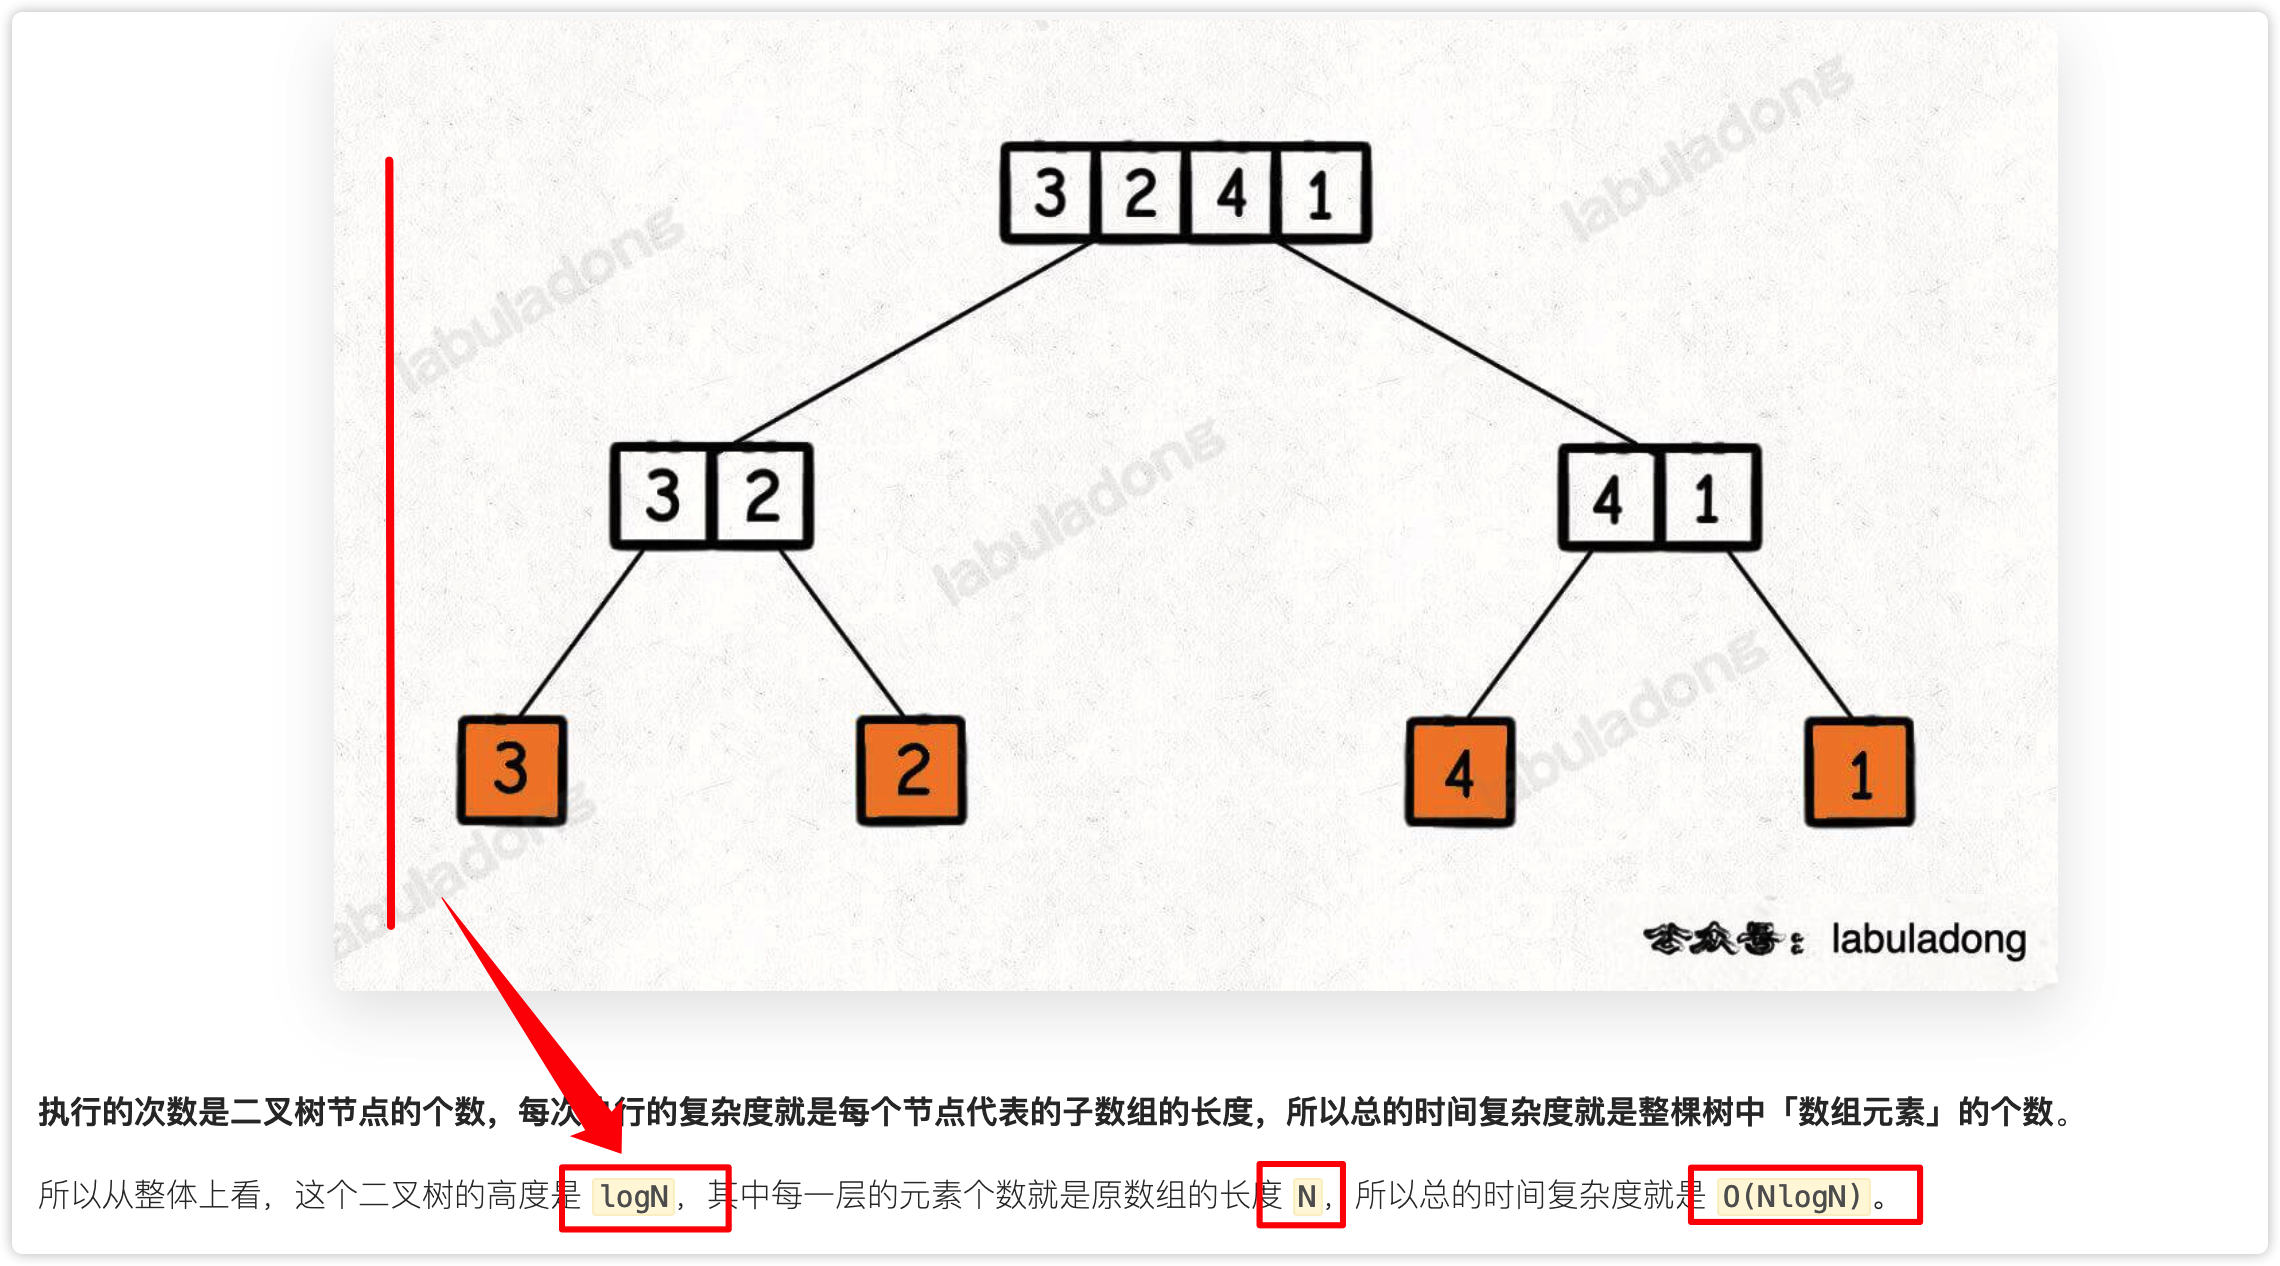 3 2 4 1
3 2 4 1
3 2 4 1
labuladong
labuladong
labuladong
labuladong
labuladong
公众号：labuladong
执行的次数是二叉树节点的个数，每次执行的复杂度就是每个节点代表的子数组的长度，所以总的时间复杂度就是整棵树中「数组元素」的个数。
所以从整体上看，这个二叉树的高度是 logN，其中每一层的元素个数就是原数组的长度 N，所以总的时间复杂度就是 O(NlogN)。